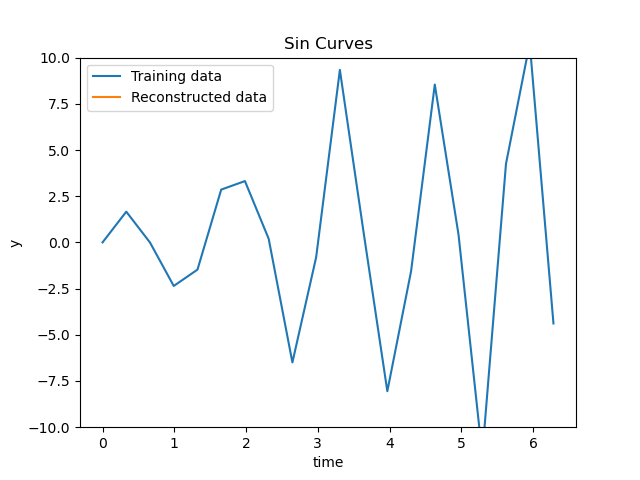 Sin Curves
Training data
Reconstructed data
10.0
7.5
5.0
2.5
0.0
−2.5
−5.0
−7.5
−10.0
y
0 1 2 3 4 5 6
time